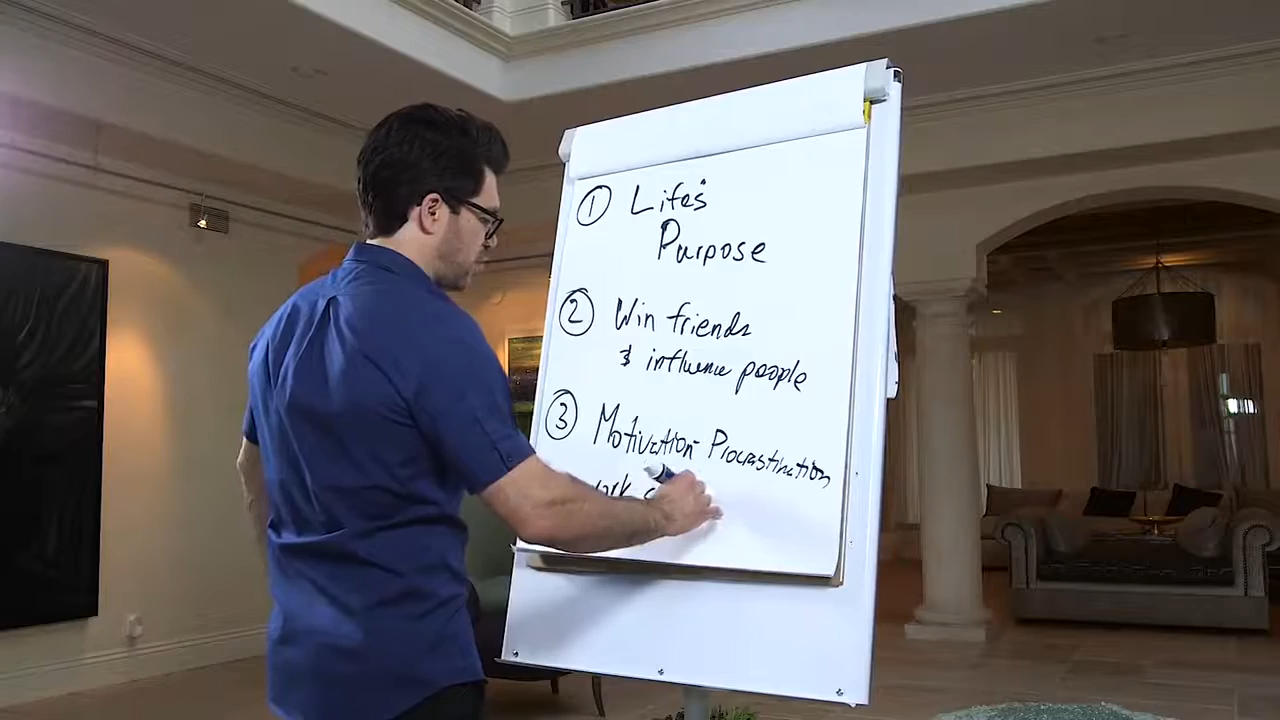 ① Life's
Purpose
② Win friends
& influence people
③ Motivation - Procrastination